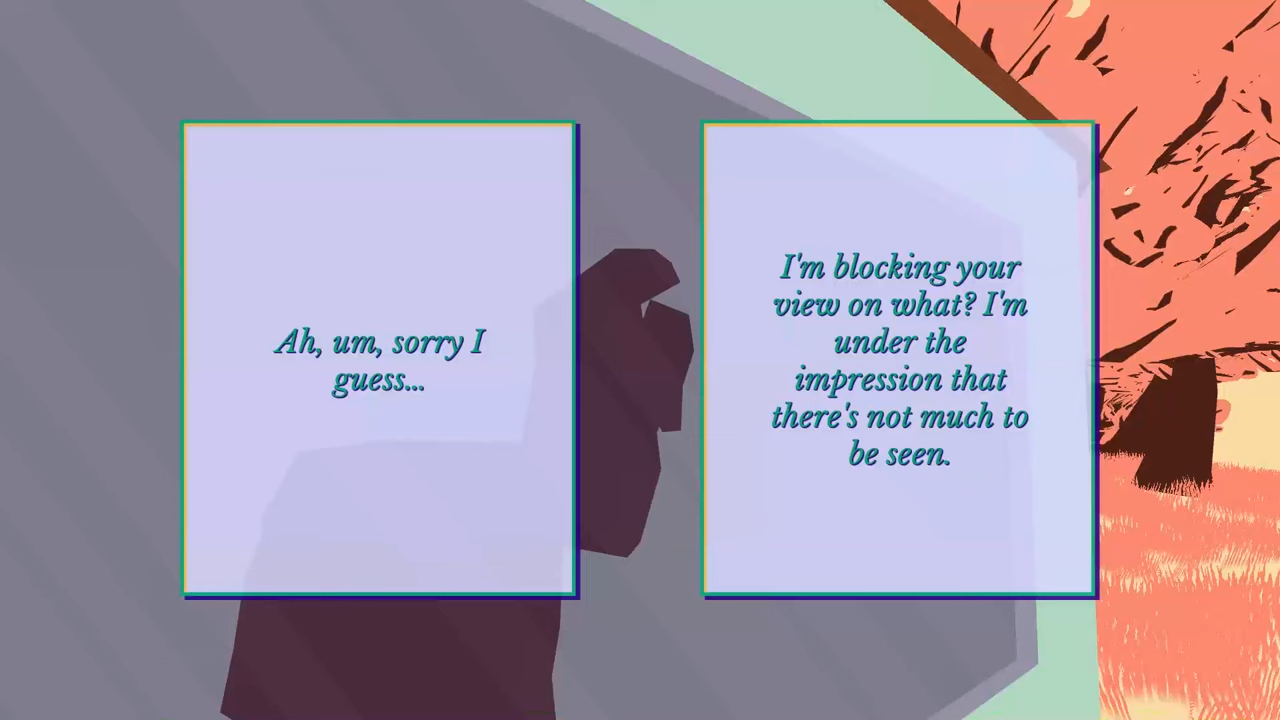 Ah, um, sorry I
guess...
I'm blocking your
view on what? I'm
under the
impression that
there's not much to
be seen.